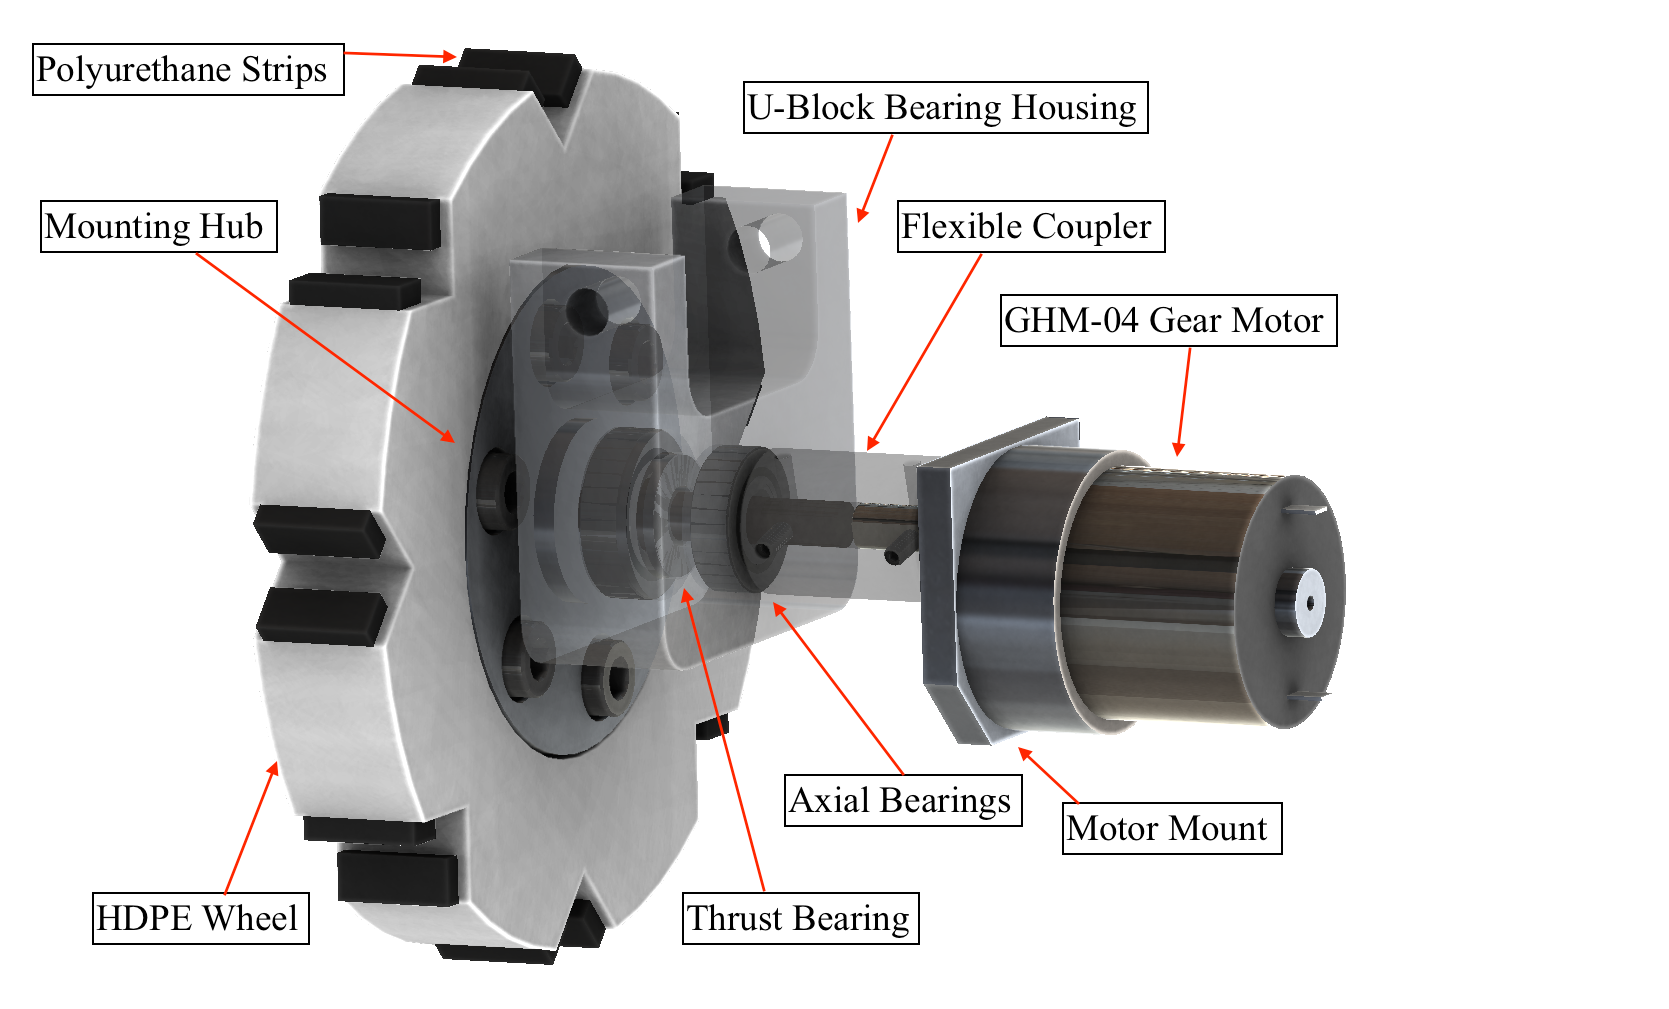 Polyurethane Strips
U-Block Bearing Housing
Mounting Hub
Flexible Coupler
GHM-04 Gear Motor
Axial Bearings
Motor Mount
HDPE Wheel
Thrust Bearing